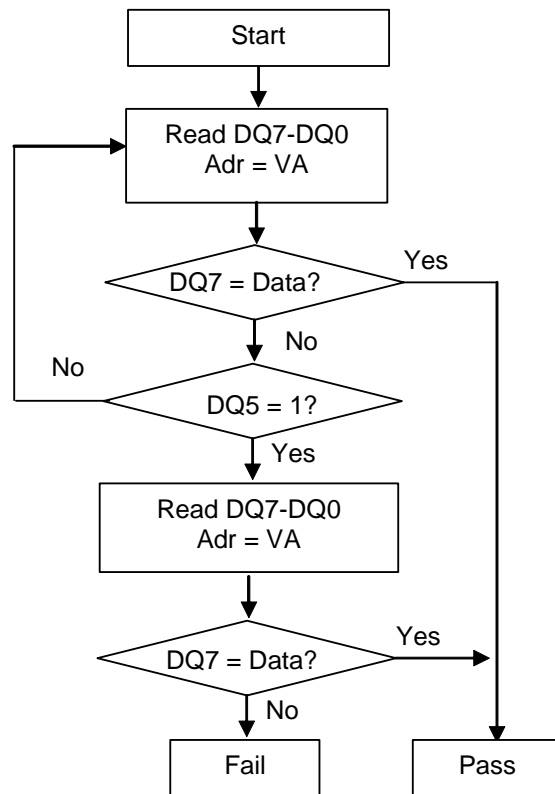 Start
Read DQ7-DQ0
Adr = VA
DQ7 = Data?
Yes
No
No
DQ5 = 1?
Yes
Read DQ7-DQ0
Adr = VA
DQ7 = Data?
Yes
No
Fail
Pass